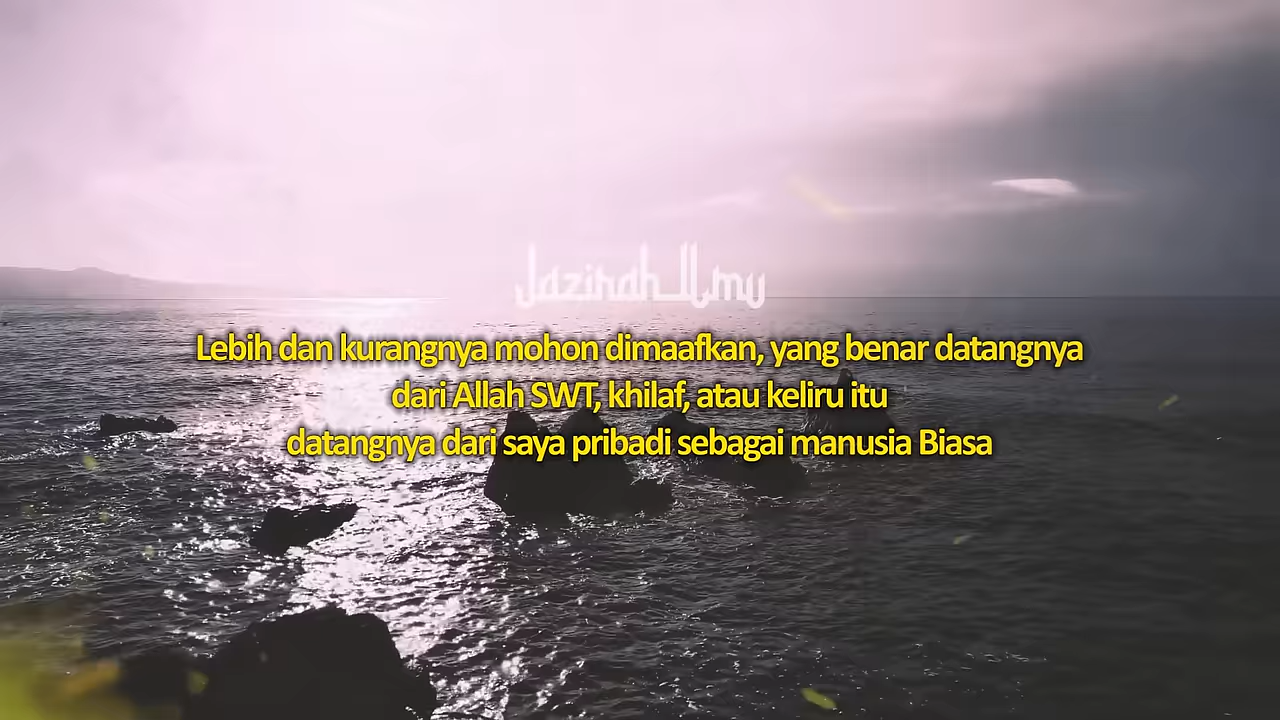 Jazirah Ilmu
Lebih dan kurangnya mohon dimaafkan, yang benar datangnya
dari Allah SWT, khilaf, atau keliru itu
datangnya dari saya pribadi sebagai manusia Biasa